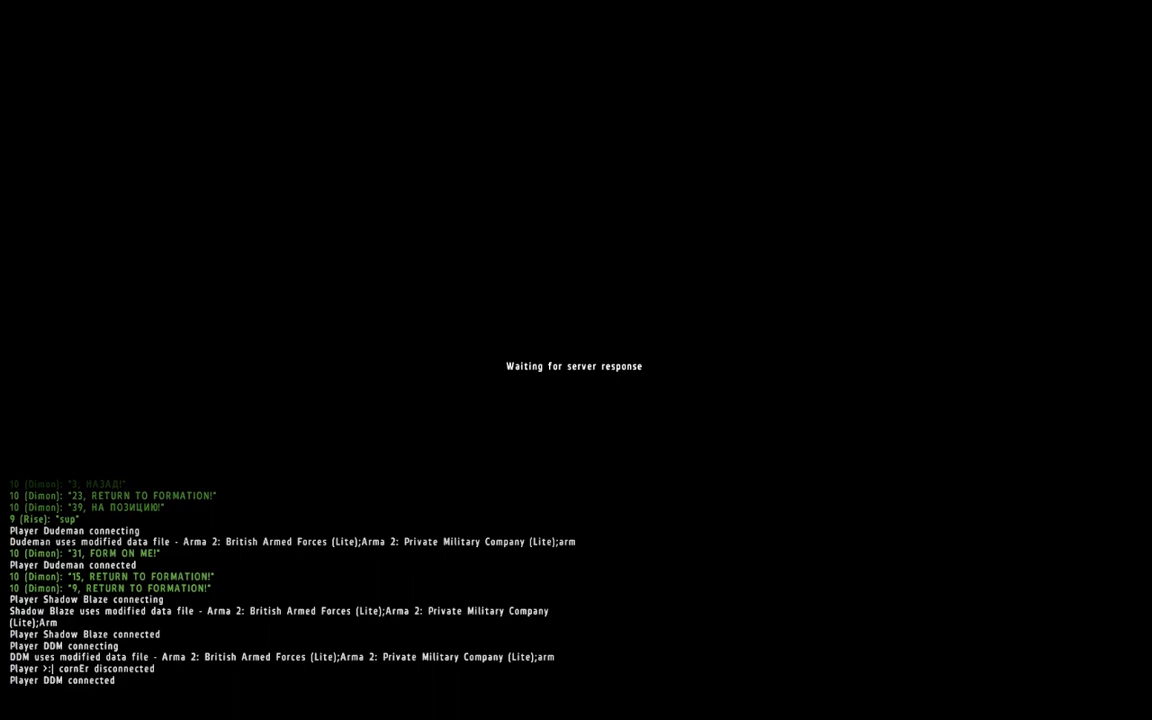 Waiting for server response
10 (Dimon): "3, НАЗАД!"
10 (Dimon): "23, RETURN TO FORMATION!"
10 (Dimon): "39, НА ПОЗИЦИЮ!"
9 (Rise): "sup"
Player Dudeman connecting
Dudeman uses modified data file - Arma 2: British Armed Forces (Lite);Arma 2: Private Military Company (Lite);arm
10 (Dimon): "31, FORM ON ME!"
Player Dudeman connected
10 (Dimon): "15, RETURN TO FORMATION!"
10 (Dimon): "9, RETURN TO FORMATION!"
Player Shadow Blaze connecting
Shadow Blaze uses modified data file - Arma 2: British Armed Forces (Lite);Arma 2: Private Military Company
(Lite);Arm
Player Shadow Blaze connected
Player DDM connecting
DDM uses modified data file - Arma 2: British Armed Forces (Lite);Arma 2: Private Military Company (Lite);arm
Player >:| cornEr disconnected
Player DDM connected